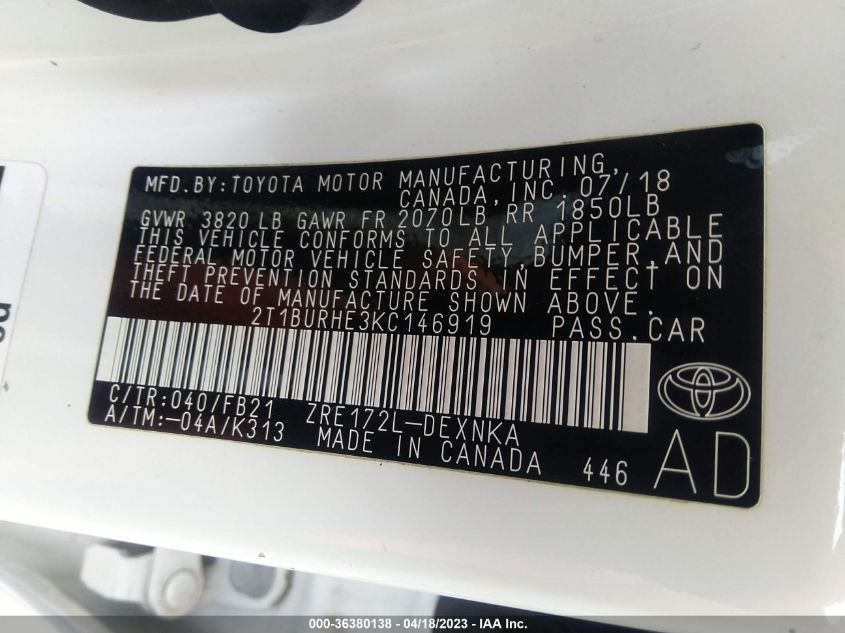 MFD.BY:TOYOTA MOTOR MANUFACTURING,
CANADA,INC. 07/18
GVWR 3820 LB GAWR FR 2070LB RR 1850LB
THIS VEHICLE CONFORMS TO ALL APPLICABLE
FEDERAL MOTOR VEHICLE SAFETY,BUMPER,AND
THEFT PREVENTION STANDARDS IN EFFECT ON
THE DATE OF MANUFACTURE SHOWN ABOVE.
2T1BURHE3KC146919 PASS.CAR
C/TR:040/FB21 ZRE172L-DEXNKA
A/TM:-04A/K313 MADE IN CANADA 446 AD
000-36380138 - 04/18/2023 - IAA Inc.